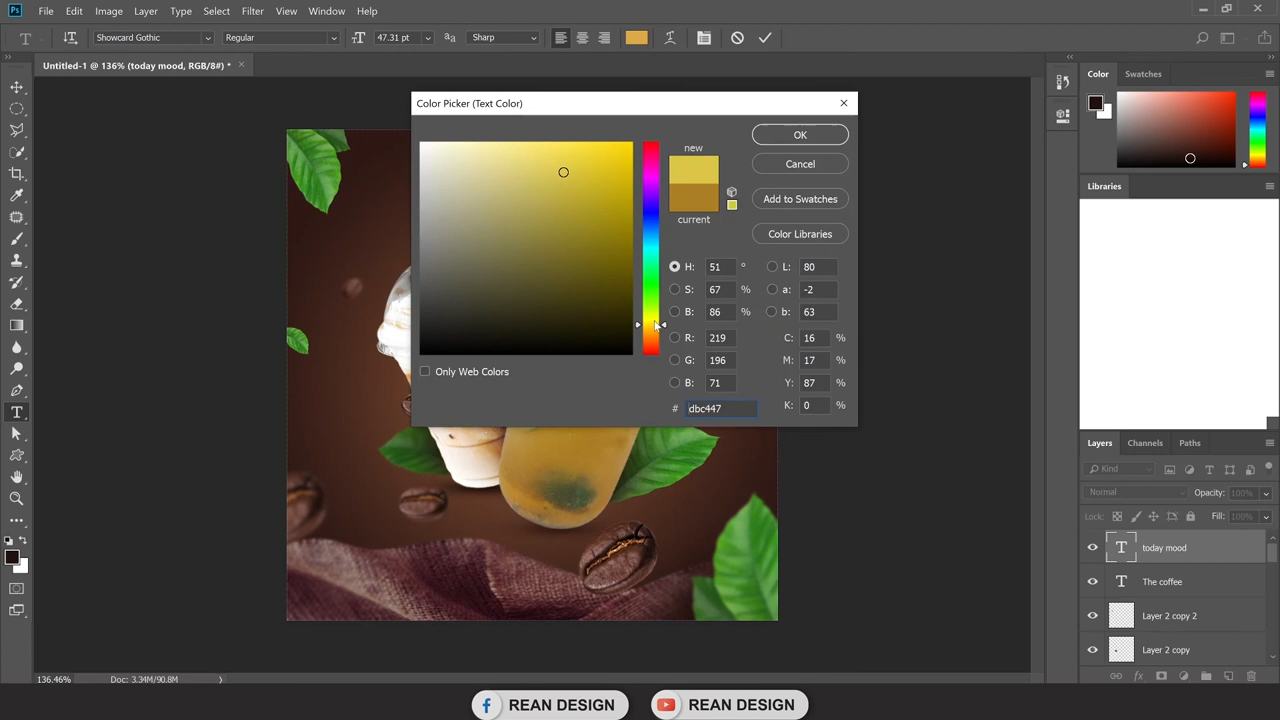 Ps File Edit Image Layer Type Select Filter View Window Help
T Showcard Gothic Regular 47.31 pt aa Sharp
Untitled-1 @ 136% (today mood, RGB/8#) *
Color Swatches
Color Picker (Text Color)
OK
new
Cancel
Add to Swatches
current
Color Libraries
H: 51 ° L: 80
S: 67 % a: -2
B: 86 % b: 63
R: 219 C: 16 %
G: 196 M: 17 %
B: 71 Y: 87 %
# dbc447 K: 0 %
Only Web Colors
Libraries
Layers Channels Paths
Kind
Normal Opacity: 100%
Lock: Fill: 100%
T today mood
T The coffee
Layer 2 copy 2
Layer 2 copy
136.46% Doc: 3.34M/90.8M
REAN DESIGN REAN DESIGN